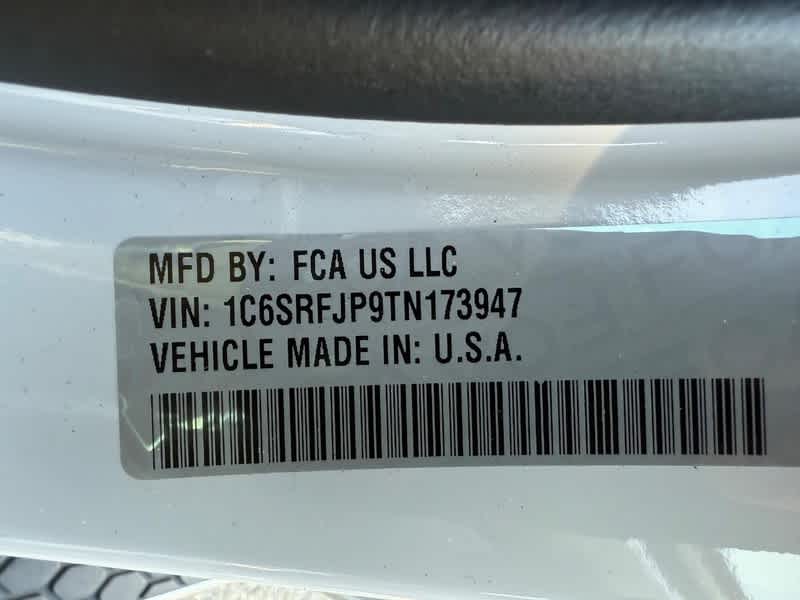 MFD BY: FCA US LLC
VIN: 1C6SRFJP9TN173947
VEHICLE MADE IN: U.S.A.